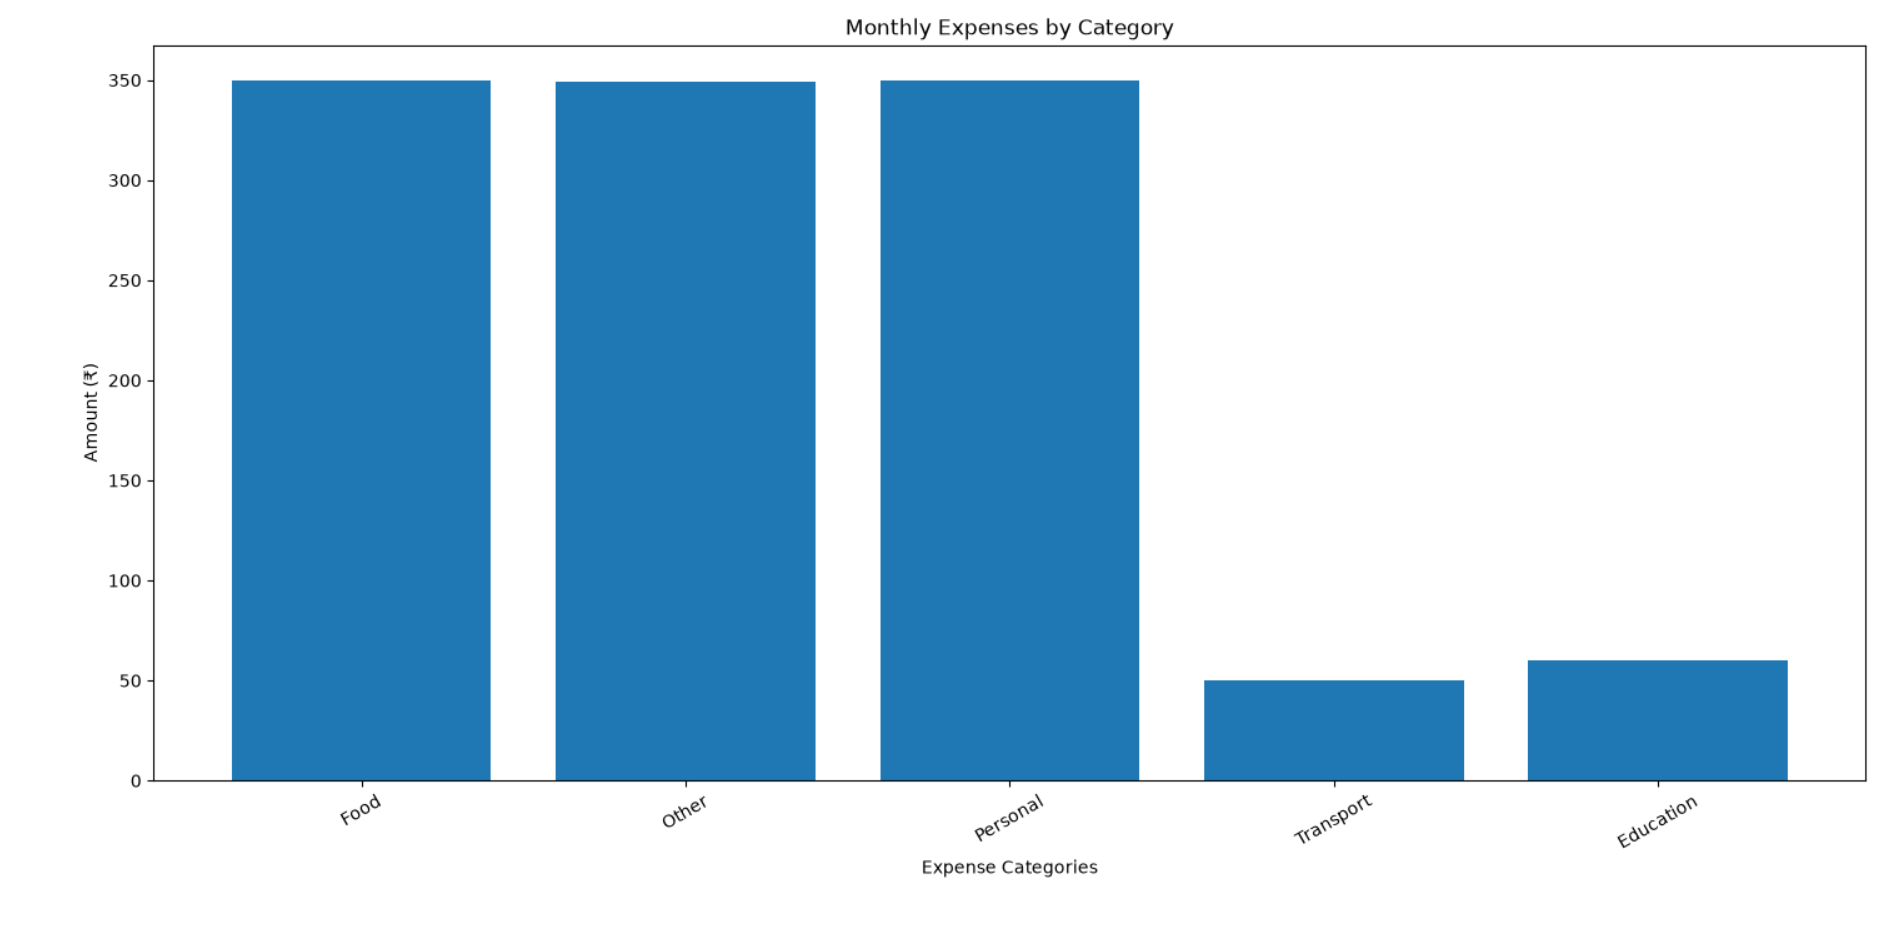 Monthly Expenses by Category
Amount (₹)
350
300
250
200
150
100
50
0
Food
Other
Personal
Transport
Education
Expense Categories